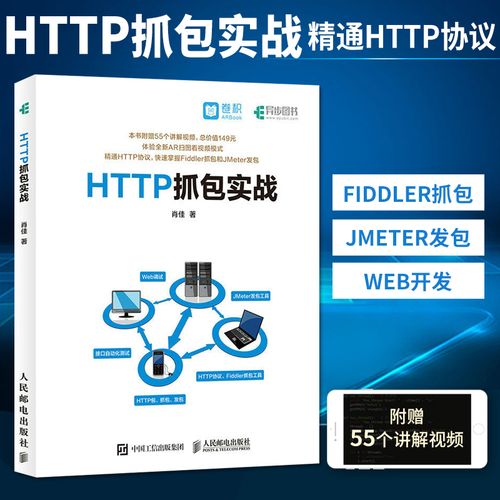 HTTP抓包实战 精通HTTP协议
卷积
ARBook
异步图书
本书附赠55个讲解视频，总价值149元
体验全新AR扫图看视频模式
精通HTTP协议，快速掌握Fiddler抓包和JMeter发包
HTTP抓包实战
肖佳 著
Web调试
JMeter发包工具
接口自动化测试
HTTP协议、Fiddler抓包工具
HTTP包、抓包、发包
中国工信出版集团
人民邮电出版社
HTTP抓包实战
肖佳 著
人民邮电出版社
FIDDLER抓包
JMETER发包
WEB开发
附赠
55个讲解视频